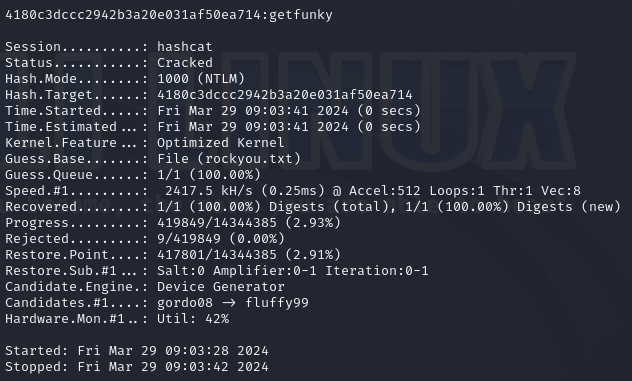 4180c3dccc2942b3a20e031af50ea714:getfunky
Session..........: hashcat
Status...........: Cracked
Hash.Mode........: 1000 (NTLM)
Hash.Target......: 4180c3dccc2942b3a20e031af50ea714
Time.Started.....: Fri Mar 29 09:03:41 2024 (0 secs)
Time.Estimated...: Fri Mar 29 09:03:41 2024 (0 secs)
Kernel.Feature...: Optimized Kernel
Guess.Base.......: File (rockyou.txt)
Guess.Queue......: 1/1 (100.00%)
Speed.#1.........:  2417.5 kH/s (0.25ms) @ Accel:512 Loops:1 Thr:1 Vec:8
Recovered........: 1/1 (100.00%) Digests (total), 1/1 (100.00%) Digests (new)
Progress.........: 419849/14344385 (2.93%)
Rejected.........: 9/419849 (0.00%)
Restore.Point....: 417801/14344385 (2.91%)
Restore.Sub.#1...: Salt:0 Amplifier:0-1 Iteration:0-1
Candidate.Engine.: Device Generator
Candidates.#1....: gordo08 -> fluffy99
Hardware.Mon.#1..: Util: 42%
Started: Fri Mar 29 09:03:28 2024
Stopped: Fri Mar 29 09:03:42 2024